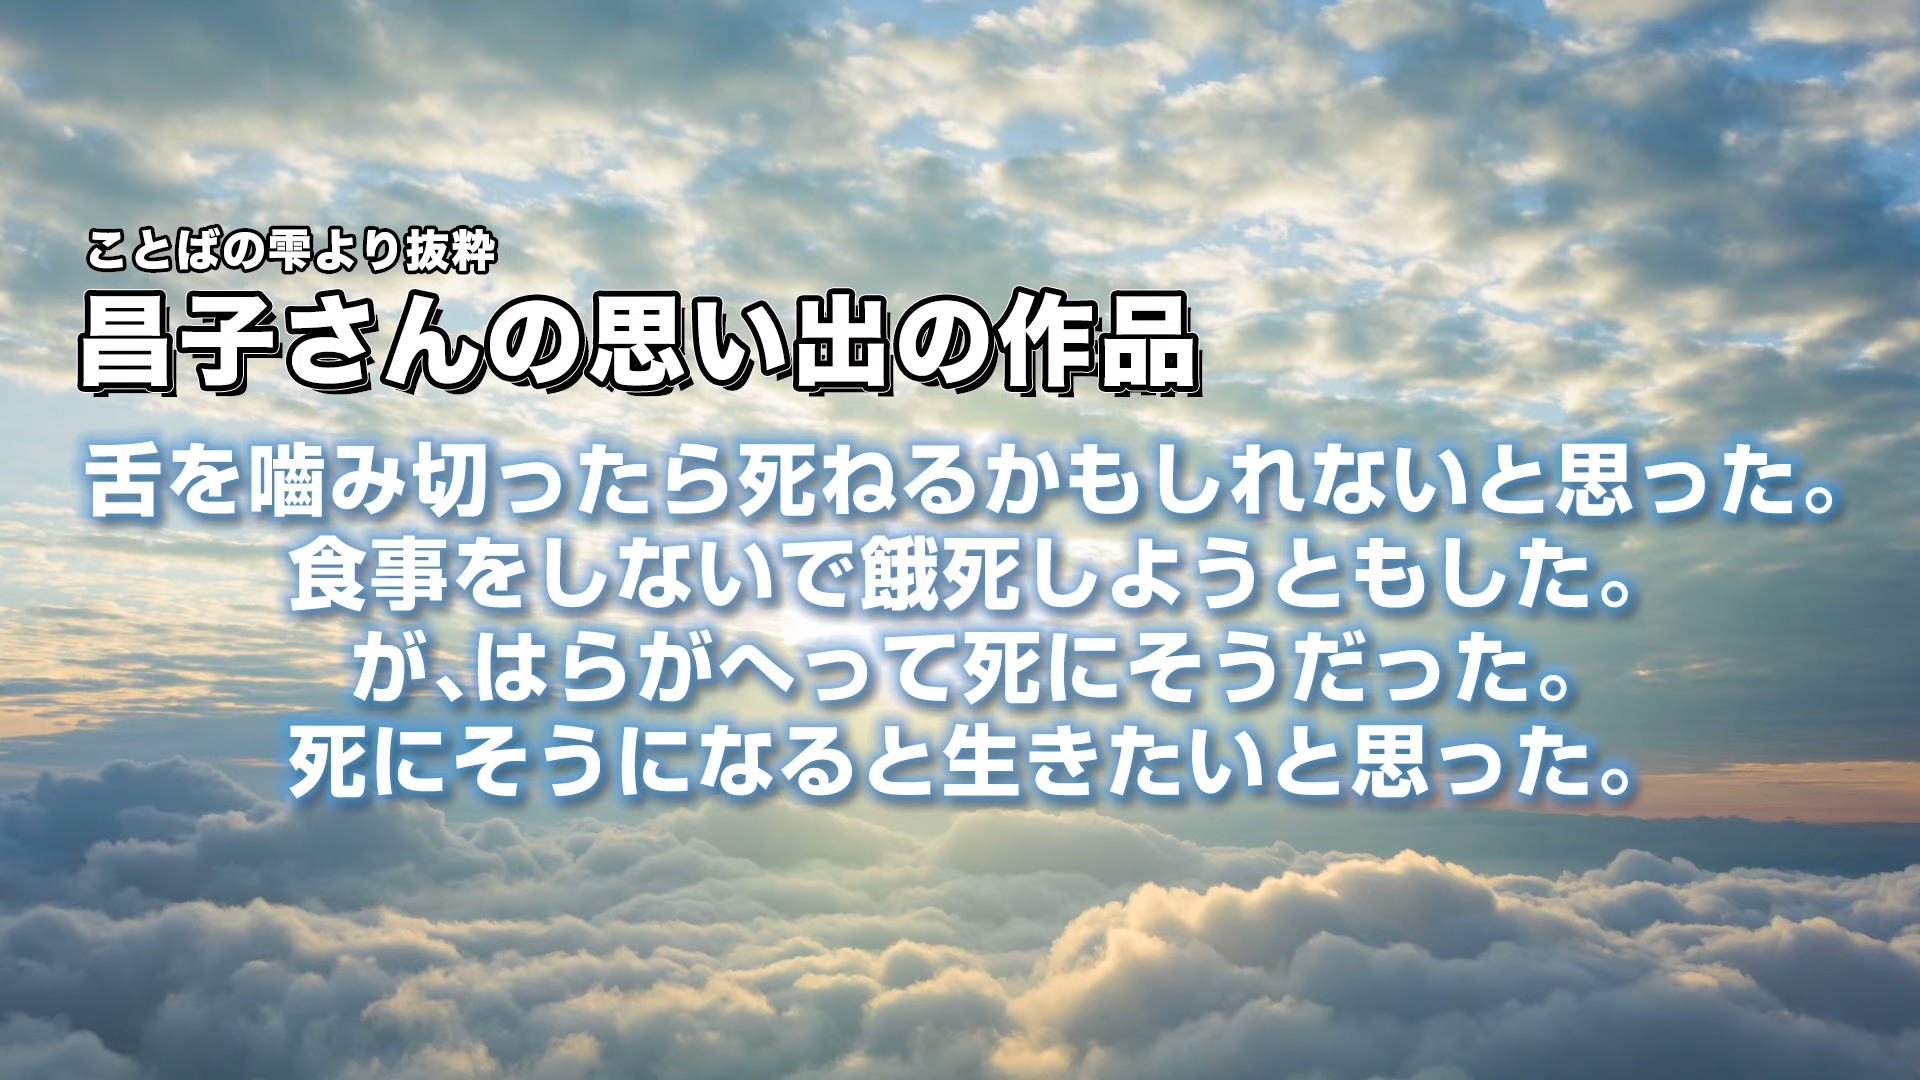 ことばの雫より抜粋
昌子さんの思い出の作品
舌を嚙み切ったら死ねるかもしれないと思った。
食事をしないで餓死しようともした。
が、はらがへって死にそうだった。
死にそうになると生きたいと思った。